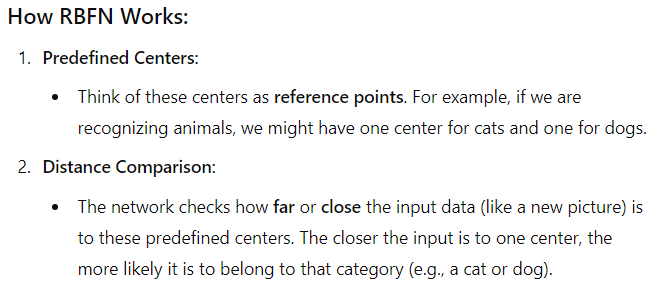 How RBFN Works:
1. Predefined Centers:
• Think of these centers as reference points. For example, if we are
recognizing animals, we might have one center for cats and one for dogs.
2. Distance Comparison:
• The network checks how far or close the input data (like a new picture) is
to these predefined centers. The closer the input is to one center, the
more likely it is to belong to that category (e.g., a cat or dog).